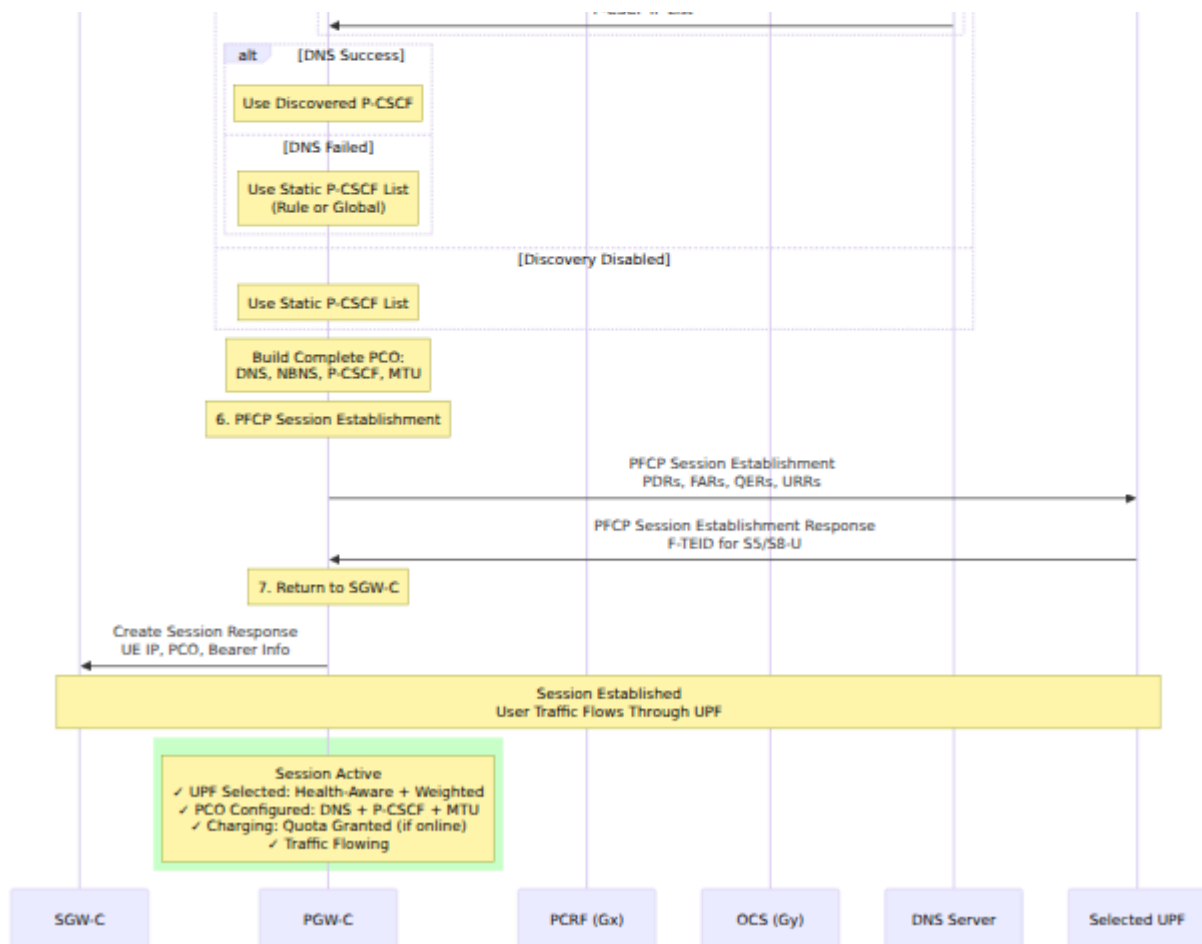 alt [DNS Success]
Use Discovered P-CSCF
[DNS Failed]
Use Static P-CSCF List
(Rule or Global)
[Discovery Disabled]
Use Static P-CSCF List
Build Complete PCO:
DNS, NBNS, P-CSCF, MTU
6. PFCP Session Establishment
PFCP Session Establishment
PDRs, FARs, QERs, URRs
PFCP Session Establishment Response
F-TEID for S5/S8-U
7. Return to SGW-C
Create Session Response
UE IP, PCO, Bearer Info
Session Established
User Traffic Flows Through UPF
Session Active
✓ UPF Selected: Health-Aware + Weighted
✓ PCO Configured: DNS + P-CSCF + MTU
✓ Charging: Quota Granted (if online)
✓ Traffic Flowing
SGW-C PGW-C PCRF (Gx) OCS (Gy) DNS Server Selected UPF